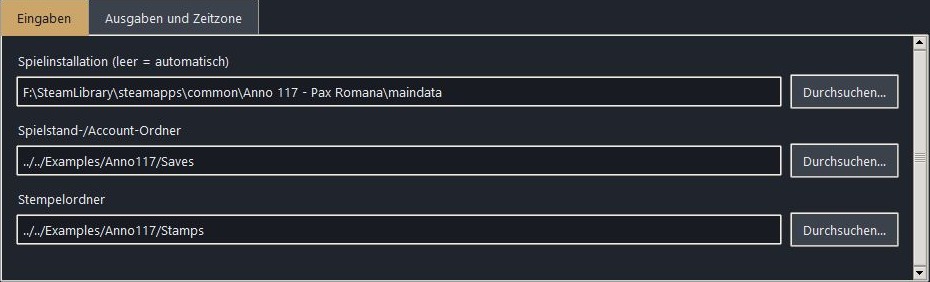 Eingaben Ausgaben und Zeitzone
Spielinstallation (leer = automatisch)
F:\SteamLibrary\steamapps\common\Anno 117 - Pax Romana\maindata Durchsuchen...
Spielstand-/Account-Ordner
../../Examples/Anno117/Saves Durchsuchen...
Stempelordner
../../Examples/Anno117/Stamps Durchsuchen...